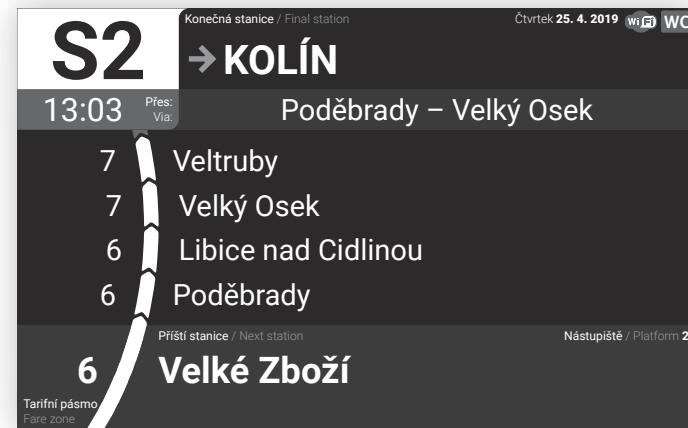 S2
Konečná stanice / Final station
Čtvrtek 25. 4. 2019 WiFi WC
→ KOLÍN
13:03 Přes: Poděbrady – Velký Osek
Via:
7 Veltruby
7 Velký Osek
6 Libice nad Cidlinou
6 Poděbrady
Příští stanice / Next station
Nástupiště / Platform 2
6 Velké Zboží
Tarifní pásmo
Fare zone